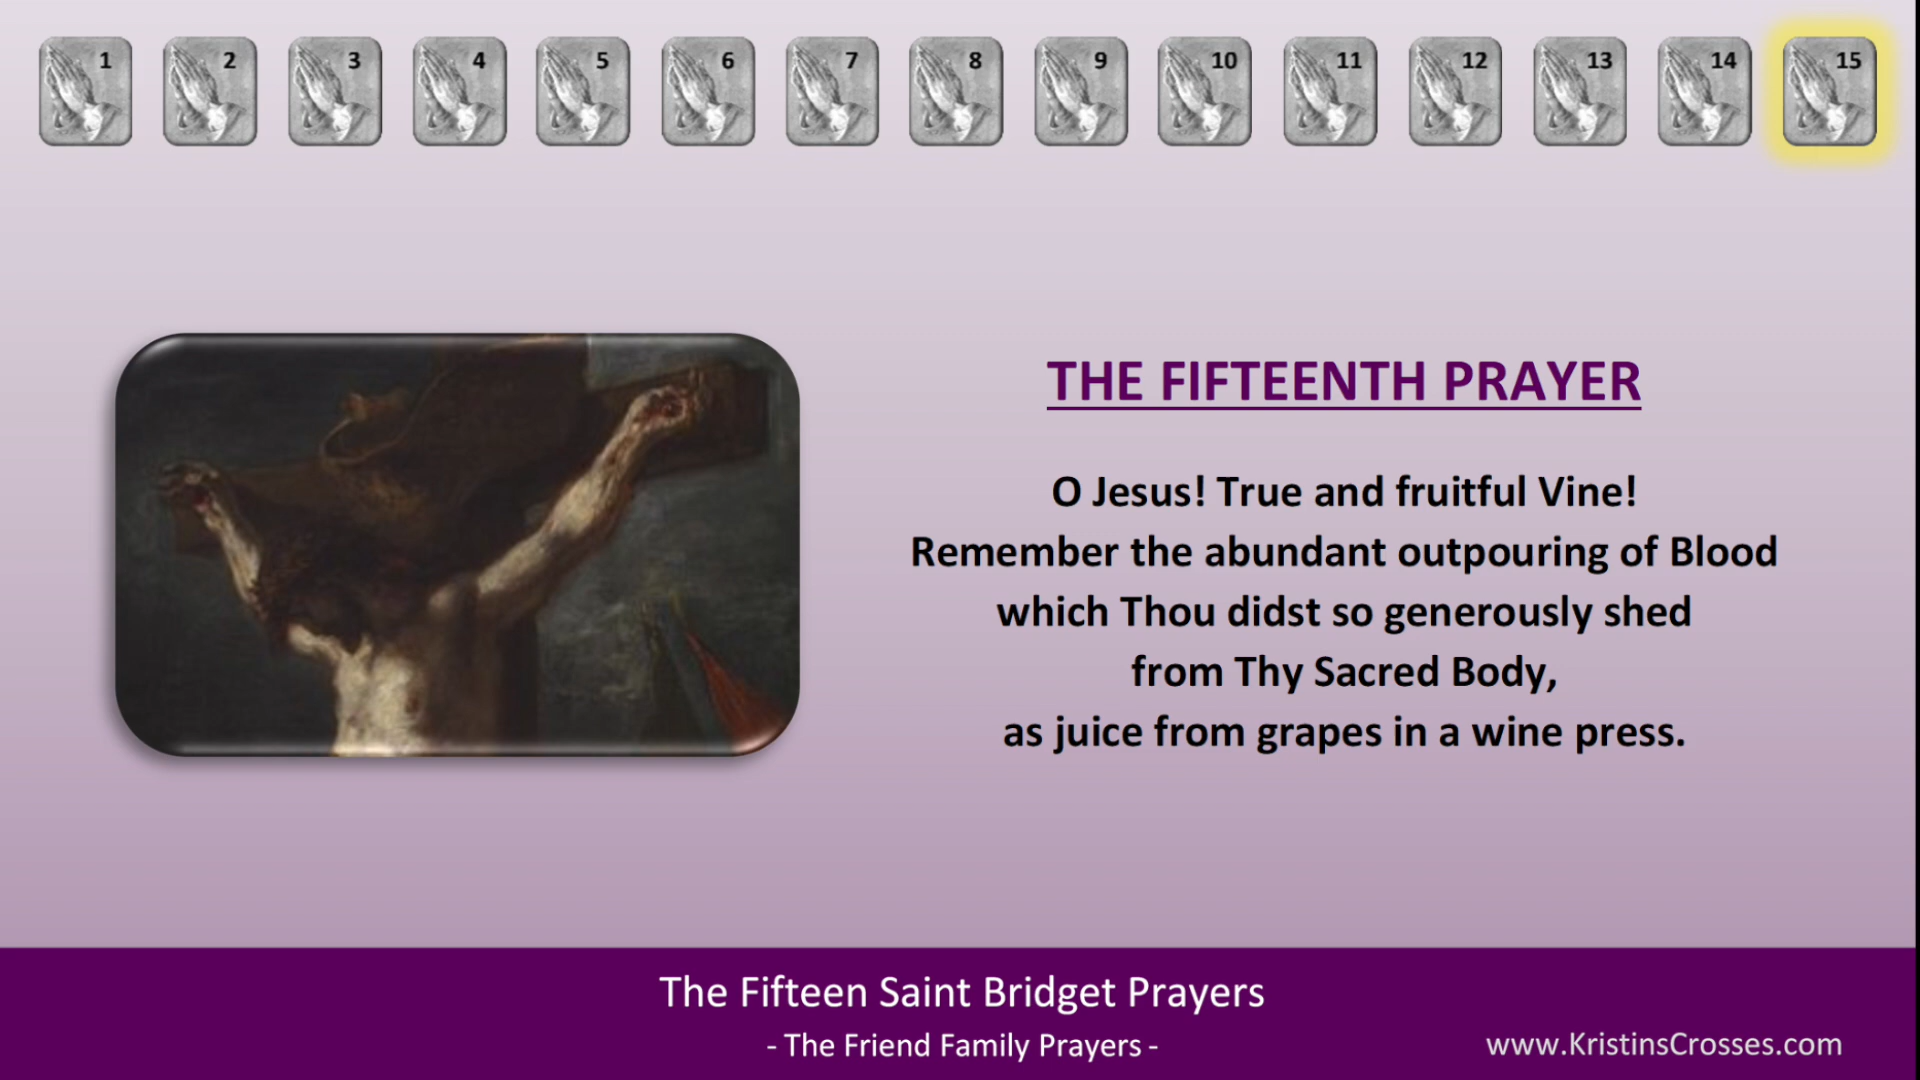 1 2 3 4 5 6 7 8 9 10 11 12 13 14 15
THE FIFTEENTH PRAYER
O Jesus! True and fruitful Vine!
Remember the abundant outpouring of Blood
which Thou didst so generously shed
from Thy Sacred Body,
as juice from grapes in a wine press.
The Fifteen Saint Bridget Prayers
- The Friend Family Prayers -
www.KristinsCrosses.com